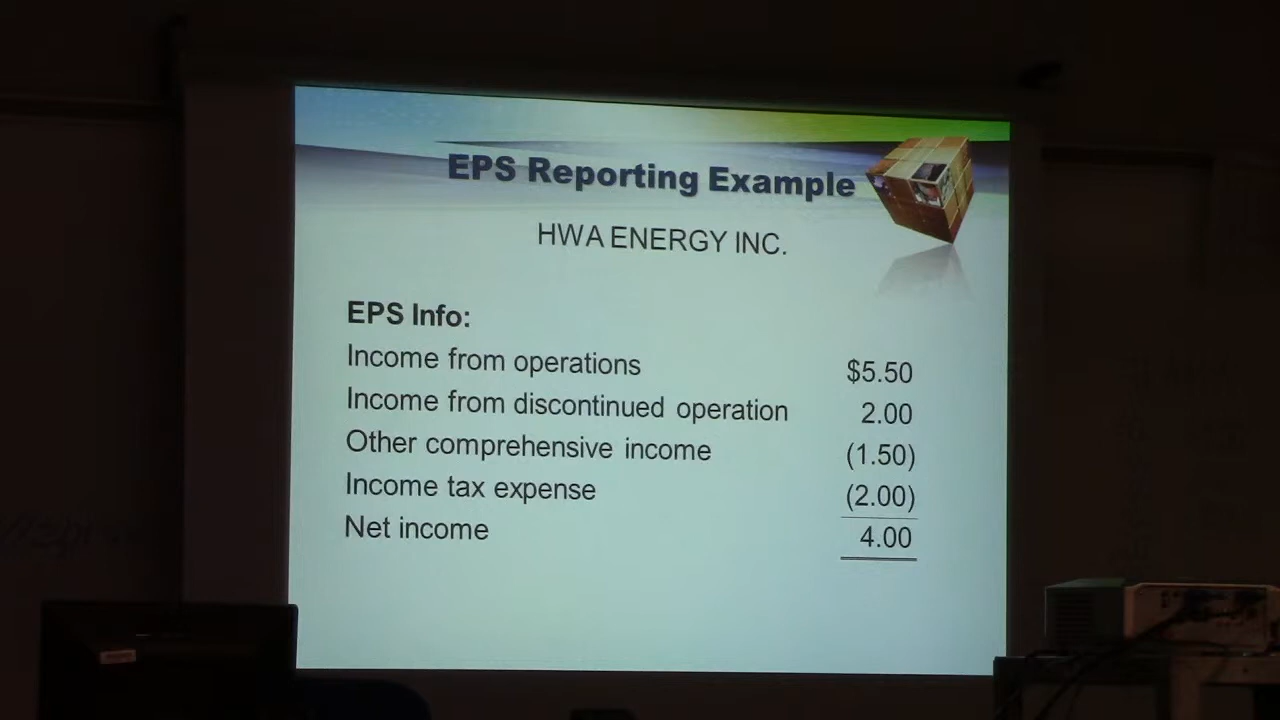 EPS Reporting Example
HWA ENERGY INC.
EPS Info:
Income from operations $5.50
Income from discontinued operation 2.00
Other comprehensive income (1.50)
Income tax expense (2.00)
Net income 4.00